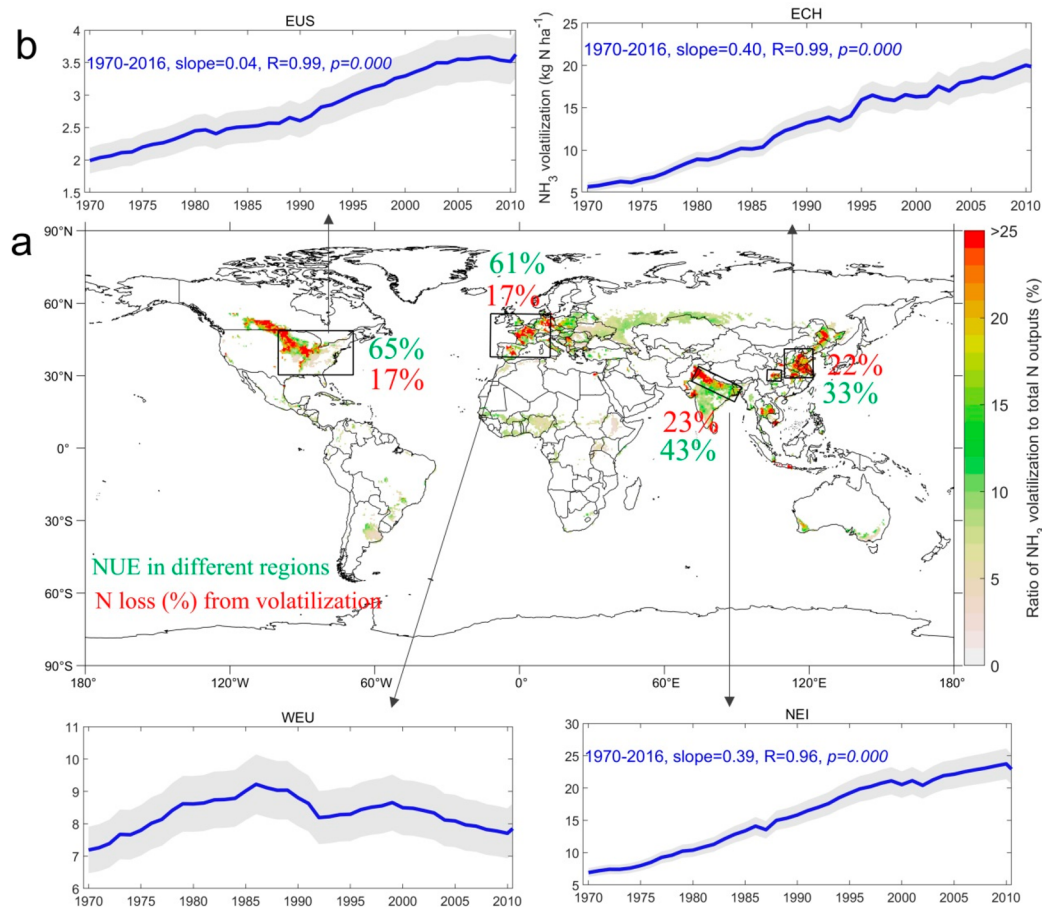 b
EUS
4
3.5
3
2.5
2
1.5
1970-2016, slope=0.04, R=0.99, p=0.000
1970 1975 1980 1985 1990 1995 2000 2005 2010
ECH
NH3 volatilization (kg N ha-1)
25
20
15
10
5
1970-2016, slope=0.40, R=0.99, p=0.000
1970 1975 1980 1985 1990 1995 2000 2005 2010
a
90°N
60°N
30°N
0°
30°S
60°S
90°S
61%
17%
65%
17%
23%
43%
22%
33%
NUE in different regions
N loss (%) from volatilization
180° 120°W 60°W 0° 60°E 120°E 180°
>25
20
15
10
5
0
Ratio of NH3 volatilization to total N outputs (%)
WEU
11
10
9
8
7
6
1970 1975 1980 1985 1990 1995 2000 2005 2010
NEI
30
25
20
15
10
5
1970-2016, slope=0.39, R=0.96, p=0.000
1970 1975 1980 1985 1990 1995 2000 2005 2010